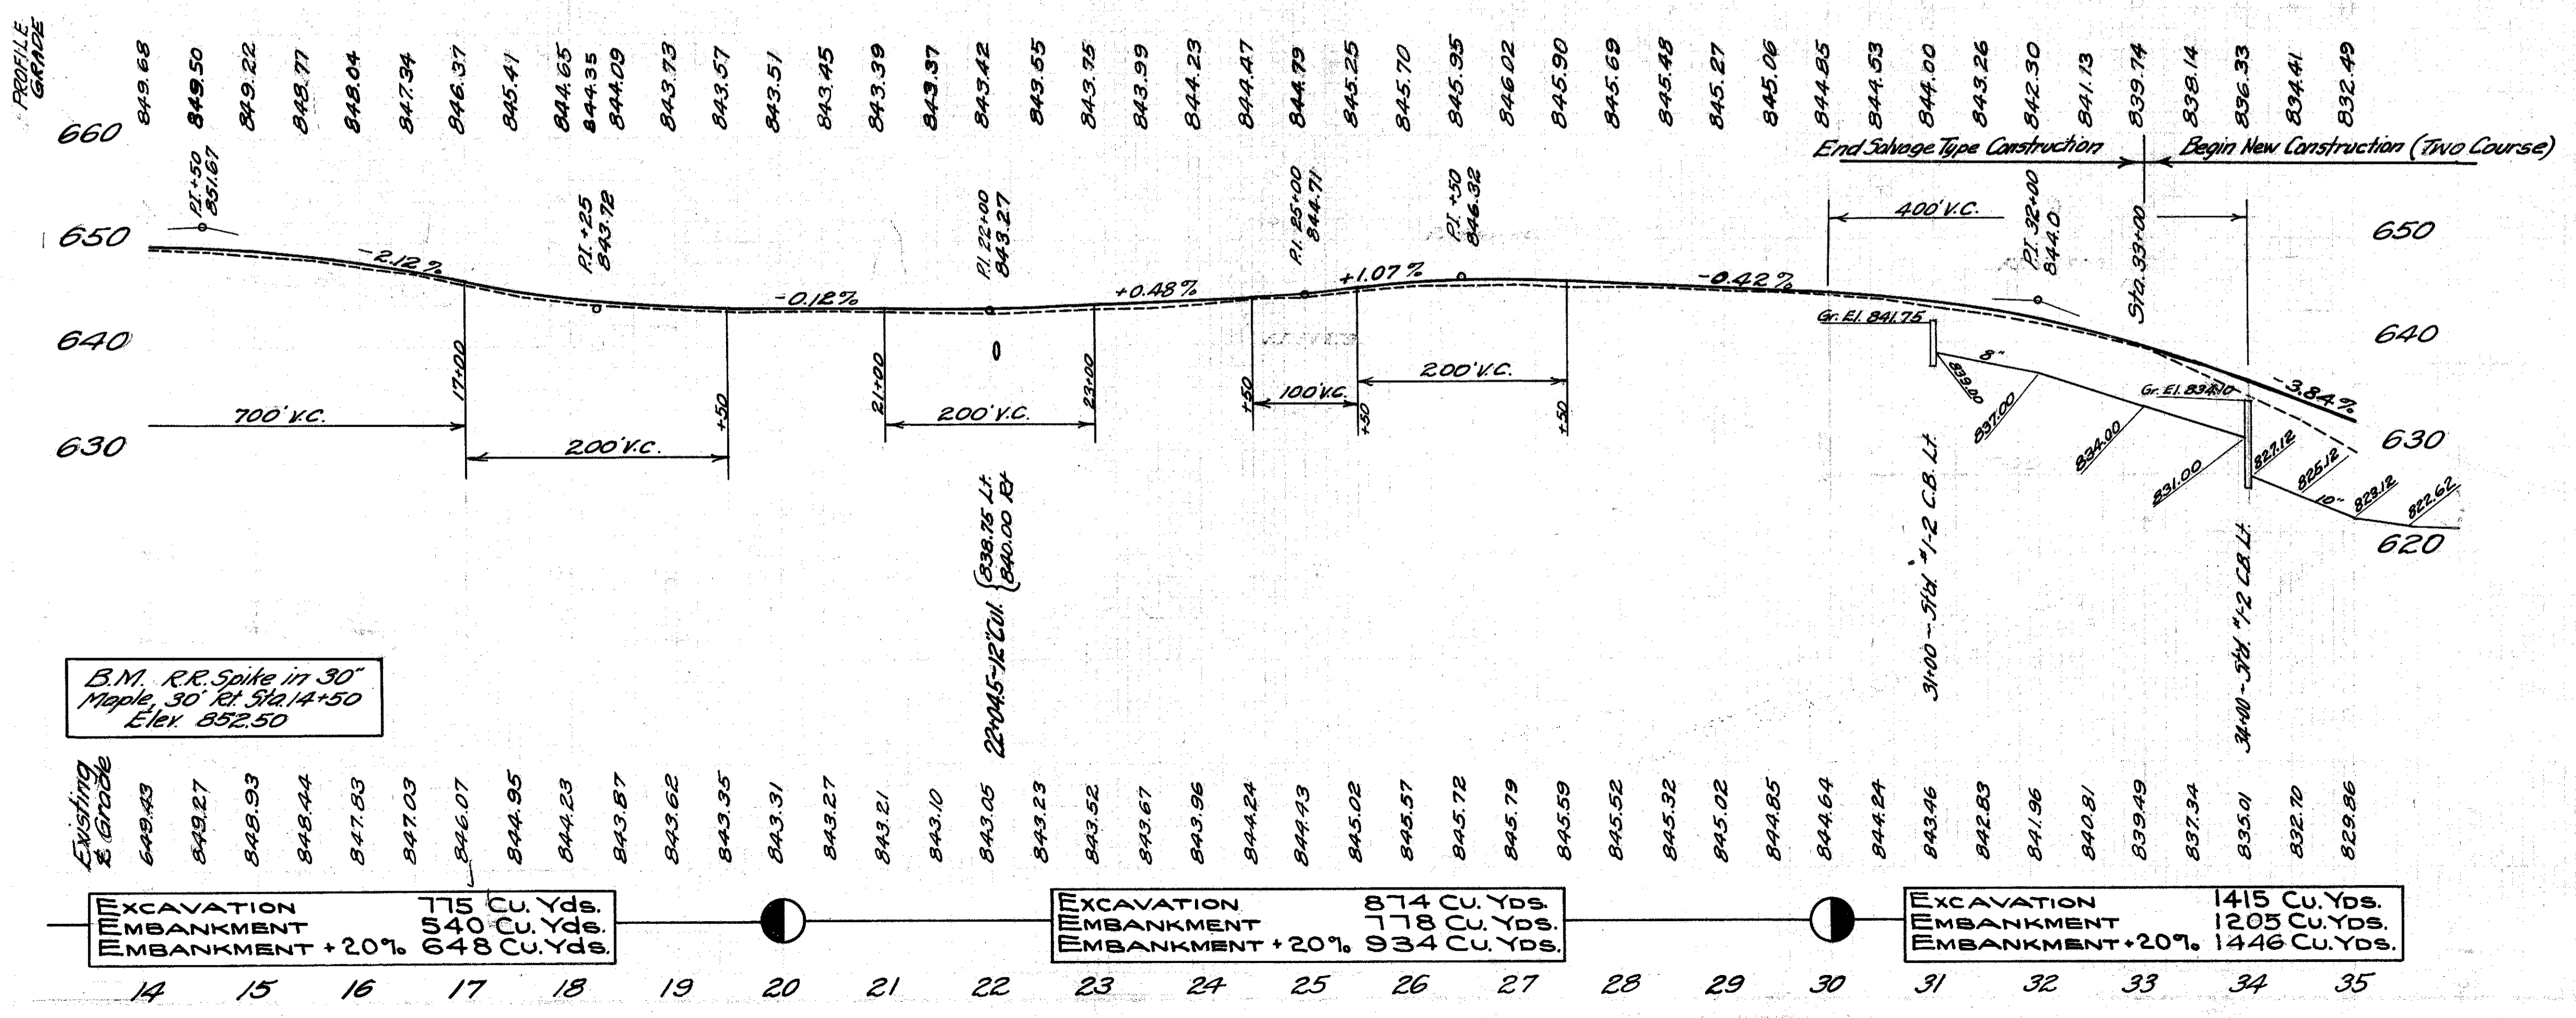 PROFILE
GRADE
849.68 849.50 849.22 848.77 848.04 847.34 846.37 845.41 844.65 844.35 844.09 843.73 843.57 843.51 843.45 843.39 843.37 843.42 843.55 843.75 843.99 844.23 844.47 844.79 845.25 845.70 845.95 846.02 845.90 845.69 845.48 845.27 845.06 844.85 844.53 844.00 843.26 842.30 841.13 839.74 838.14 836.33 834.41 832.49
660
End Salvage Type Construction
Begin New Construction (Two Course)
P.I. +50
851.67
P.I. +25
843.72
P.I. 22+00
843.27
P.I. 25+00
844.71
P.I. +50
846.32
400' V.C.
P.I. 32+00
844.0
Sta. 33+00
650
650
-2.12%
-0.12%
+0.48%
+1.07%
-0.42%
-3.84%
640
640
Gr. El. 841.75
8"
839.00
837.00
834.00
831.00
Gr. El. 834.10
827.12
825.12
10"
823.12
822.62
17+00
+50
21+00
23+00
+50
+50
+50
700' V.C.
200' V.C.
200' V.C.
100' V.C.
200' V.C.
630
630
620
22+04.5-12" Cul. {838.75 Lt.
840.00 Rt
31+00 - Std. #1-2 C.B. Lt.
34+00 - Std. #1-2 C.B. Lt.
B.M. R.R. Spike in 30"
Maple, 30' Rt. Sta. 14+50
Elev. 852.50
Existing
℄ Grade
649.43 849.27 848.93 848.44 847.83 847.03 846.07 844.95 844.23 843.87 843.62 843.35 843.31 843.27 843.21 843.10 843.05 843.23 843.52 843.67 843.96 844.24 844.43 845.02 845.57 845.72 845.79 845.59 845.52 845.32 845.02 844.85 844.64 844.24 843.46 842.83 841.96 840.81 839.49 837.34 835.01 832.70 829.86
EXCAVATION 775 Cu. Yds.
EMBANKMENT 540 Cu. Yds.
EMBANKMENT +20% 648 Cu. Yds.
EXCAVATION 874 CU. YDS.
EMBANKMENT 778 CU. YDS.
EMBANKMENT +20% 934 CU. YDS.
EXCAVATION 1415 CU. YDS.
EMBANKMENT 1205 CU. YDS.
EMBANKMENT +20% 1446 CU. YDS.
14 15 16 17 18 19 20 21 22 23 24 25 26 27 28 29 30 31 32 33 34 35